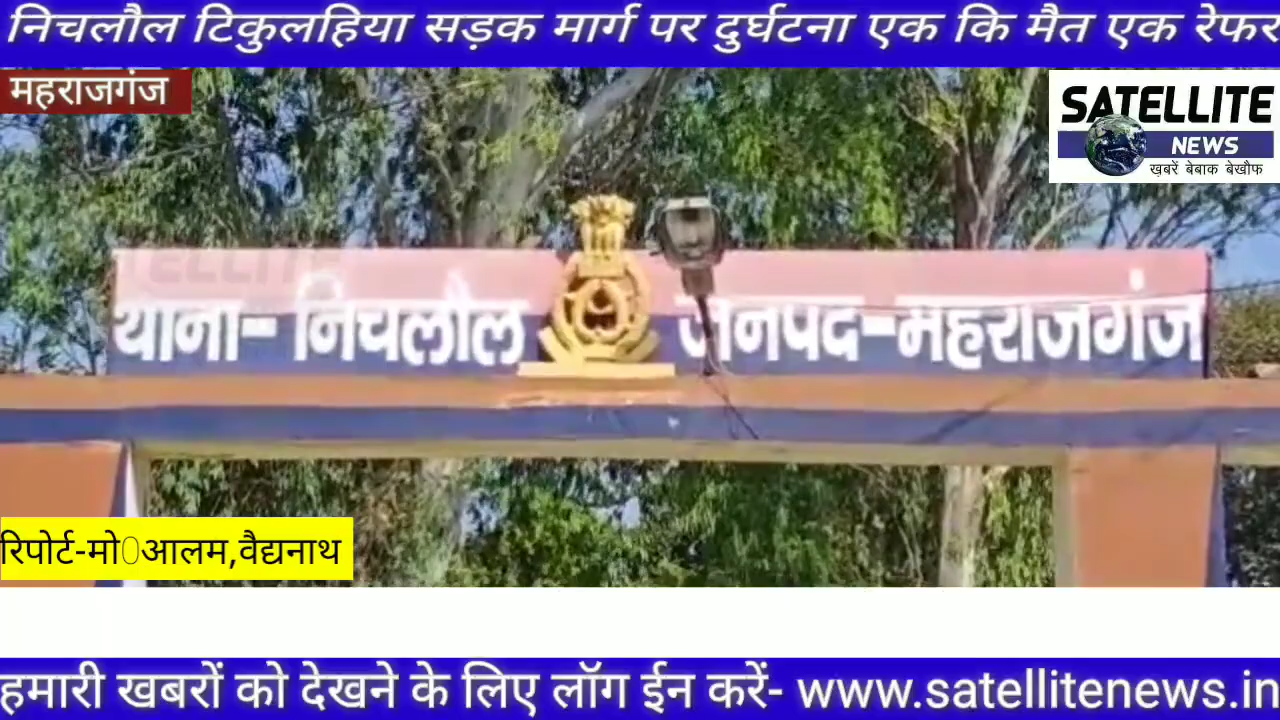 निचलौल टिकुलहिया सड़क मार्ग पर दुर्घटना एक कि मैत एक रेफर
महराजगंज
SATELLITE
NEWS
खबरें बेबाक बेखौफ
थाना- निचलौल जनपद-महराजगंज
रिपोर्ट-मो़आलम,वैद्यनाथ
हमारी खबरों को देखने के लिए लॉग ईन करें- www.satellitenews.in